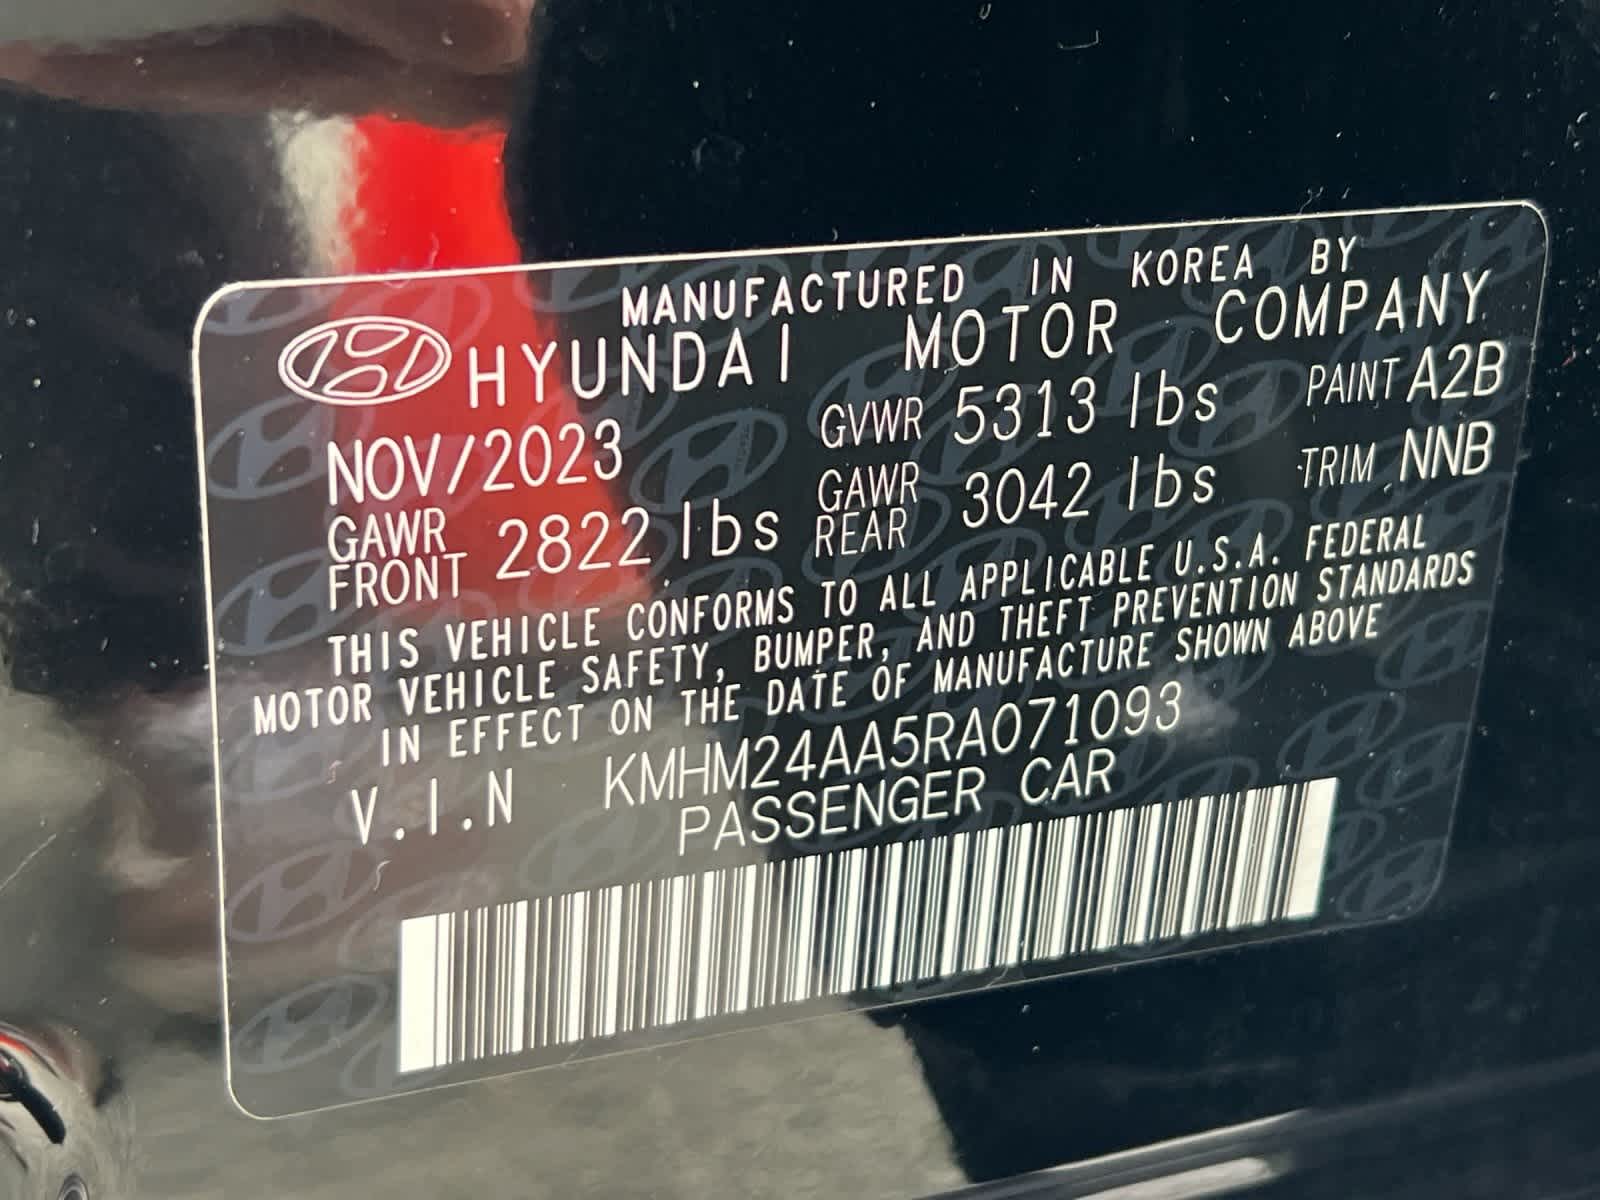 MANUFACTURED IN KOREA BY
HYUNDAI MOTOR COMPANY
NOV/2023 GVWR 5313 lbs PAINT A2B
GAWR FRONT 2822 lbs GAWR REAR 3042 lbs TRIM NNB
THIS VEHICLE CONFORMS TO ALL APPLICABLE U.S.A. FEDERAL
MOTOR VEHICLE SAFETY, BUMPER, AND THEFT PREVENTION STANDARDS
IN EFFECT ON THE DATE OF MANUFACTURE SHOWN ABOVE
V.I.N KMHM24AA5RA071093
PASSENGER CAR